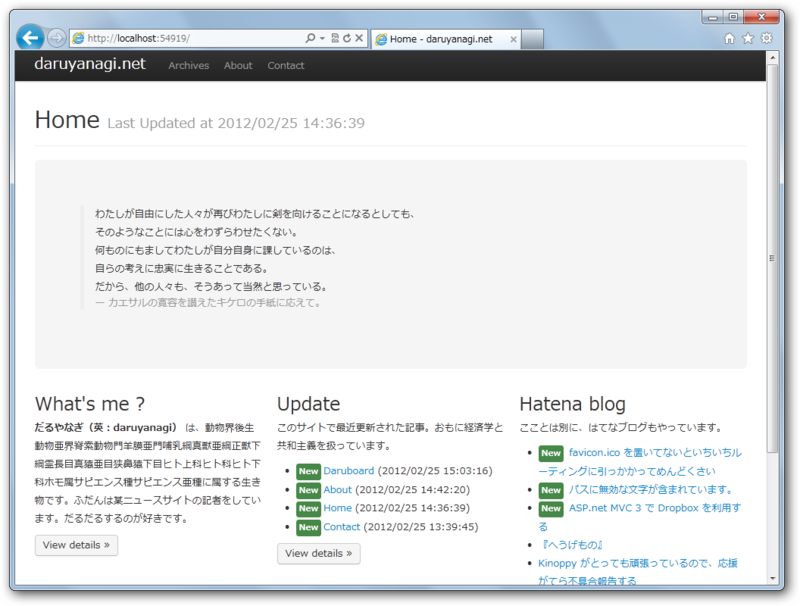 http://localhost:54919/
Home - daruyanagi.net
daruyanagi.net Archives About Contact
Home Last Updated at 2012/02/25 14:36:39
わたしが自由にした人々が再びわたしに剣を向けることになるとしても、
そのようなことには心をわずらわせたくない。
何ものにもましてわたしが自分自身に課しているのは、
自らの考えに忠実に生きることである。
だから、他の人々も、そうあって当然と思っている。
— カエサルの寛容を讃えたキケロの手紙に応えて。
What's me ?
だるやなぎ（英：daruyanagi） は、動物界後生
動物亜界脊索動物門羊膜亜門哺乳綱真獣亜綱正獣下
綱霊長目真猿亜目狭鼻猿下目ヒト上科ヒト科ヒト下
科ホモ属サピエンス種サピエンス亜種に属する生き
物です。ふだんは某ニュースサイトの記者をしてい
ます。だるだるするのが好きです。
View details »
Update
このサイトで最近更新された記事。おもに経済学と
共和主義を扱っています。
New Daruboard (2012/02/25 15:03:16)
New About (2012/02/25 14:42:20)
New Home (2012/02/25 14:36:39)
New Contact (2012/02/25 13:39:45)
View details »
Hatena blog
こことは別に、はてなブログもやっています。
New favicon.ico を置いてないといちいちル
ーティングに引っかかってめんどくさい
New パスに無効な文字が含まれています。
New ASP.net MVC 3 で Dropbox を利用す
る
『へうげもの』
Kinoppy がとっても頑張っているので、応援
がてら不具合報告する